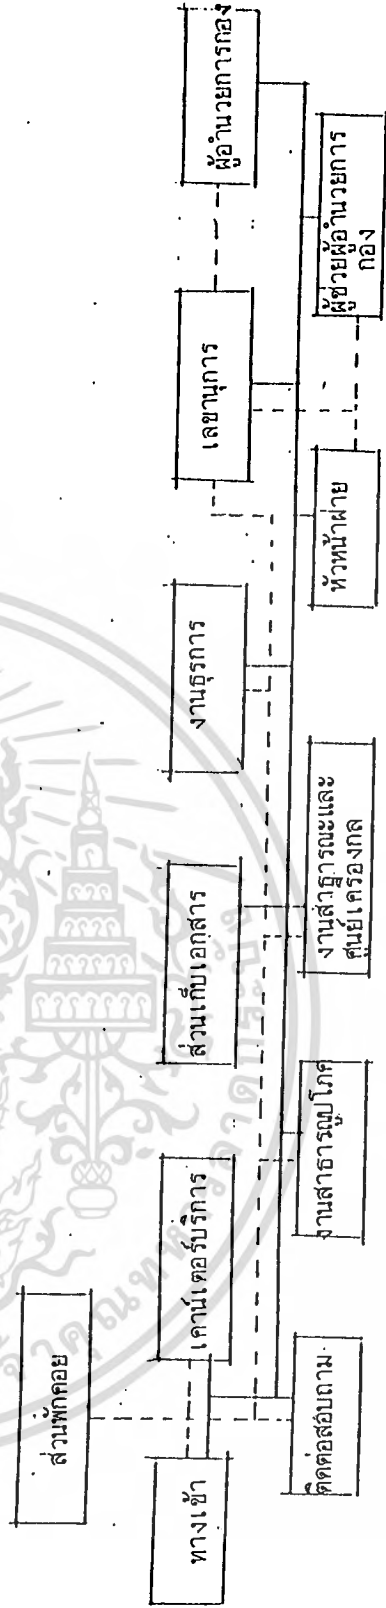 ส่วนพักคอย
ทางเข้า
เคาน์เตอร์บริการ
ส่วนเก็บเอกสาร
งานธุรการ
เลขานุการ
ผู้อำนวยการกอง
ติดต่อสอบถาม
งานสาธารณูปโภค
งานสาธารณะและ
ศูนย์เครื่องกล
หัวหน้าฝ่าย
ผู้ช่วยผู้อำนวยการ
กอง